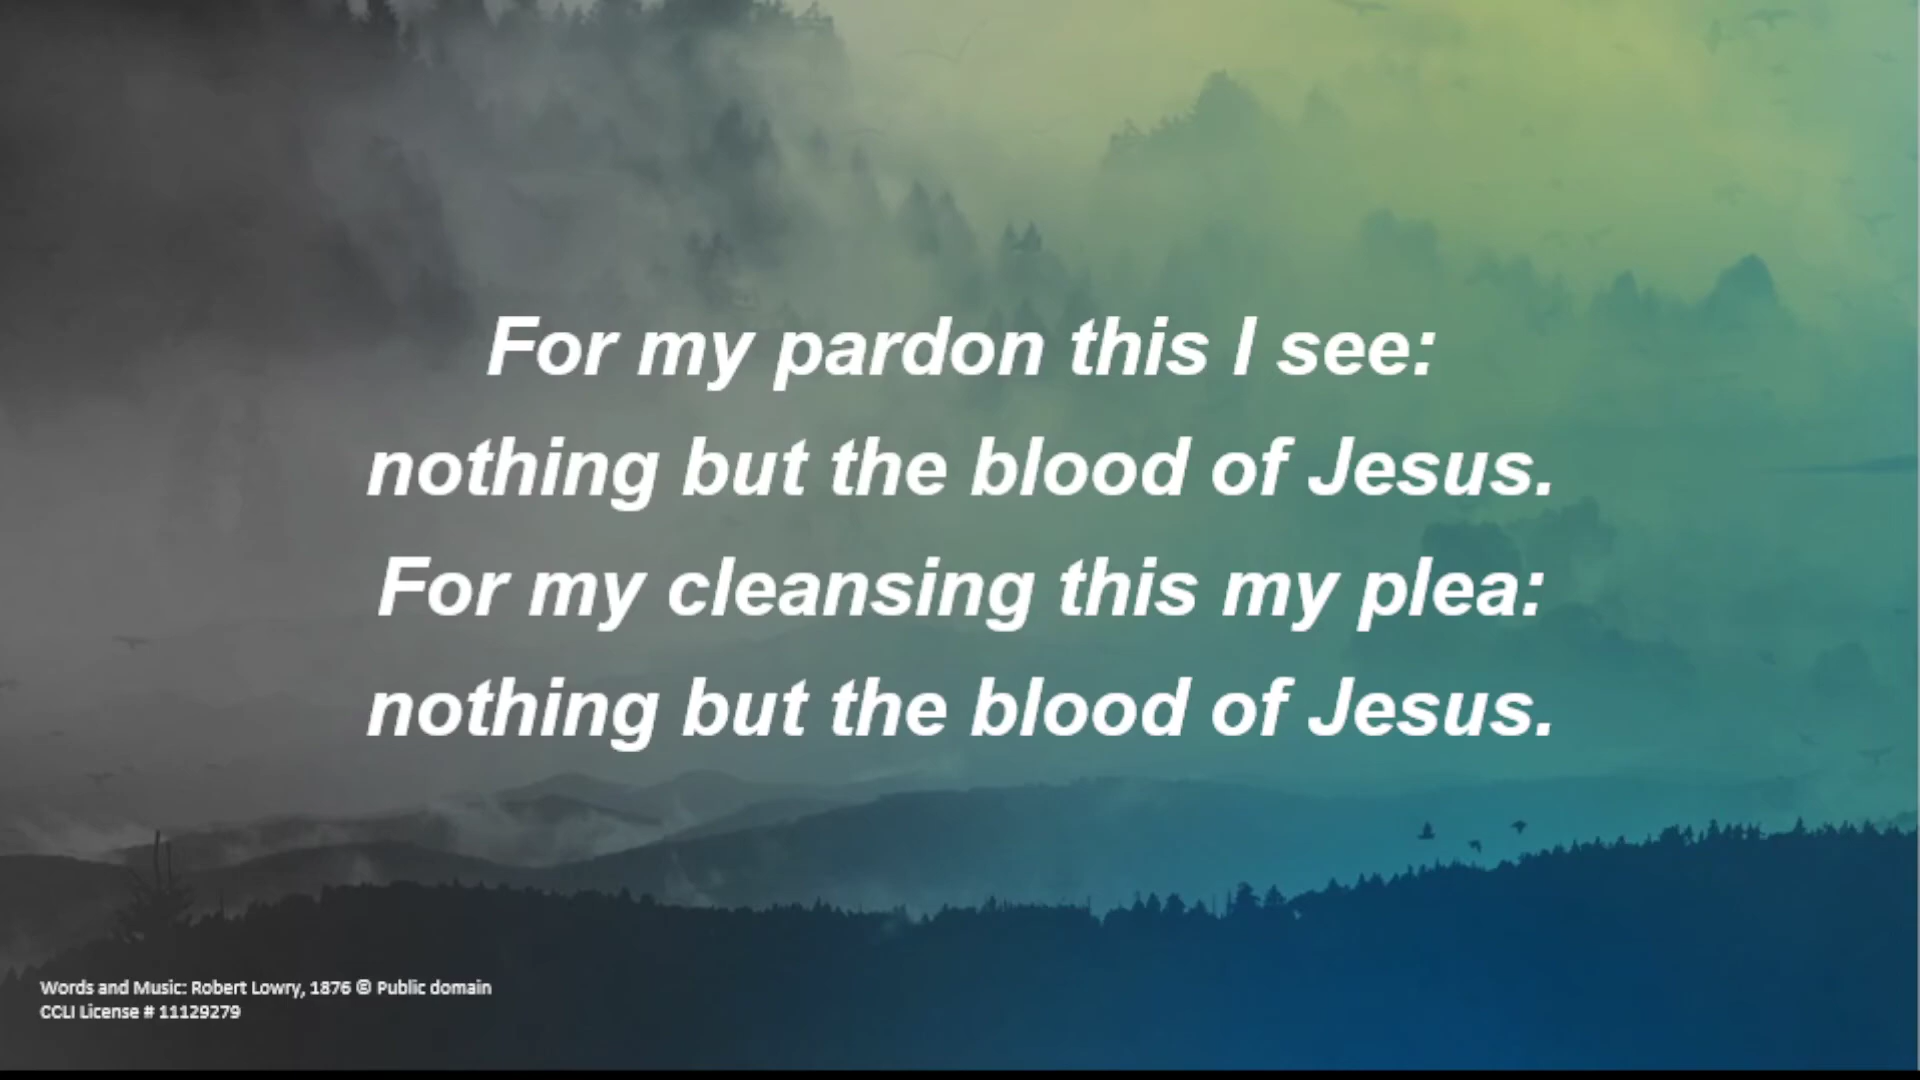 For my pardon this I see:
nothing but the blood of Jesus.
For my cleansing this my plea:
nothing but the blood of Jesus.
Words and Music: Robert Lowry, 1876 © Public domain
CCLI License # 11129279